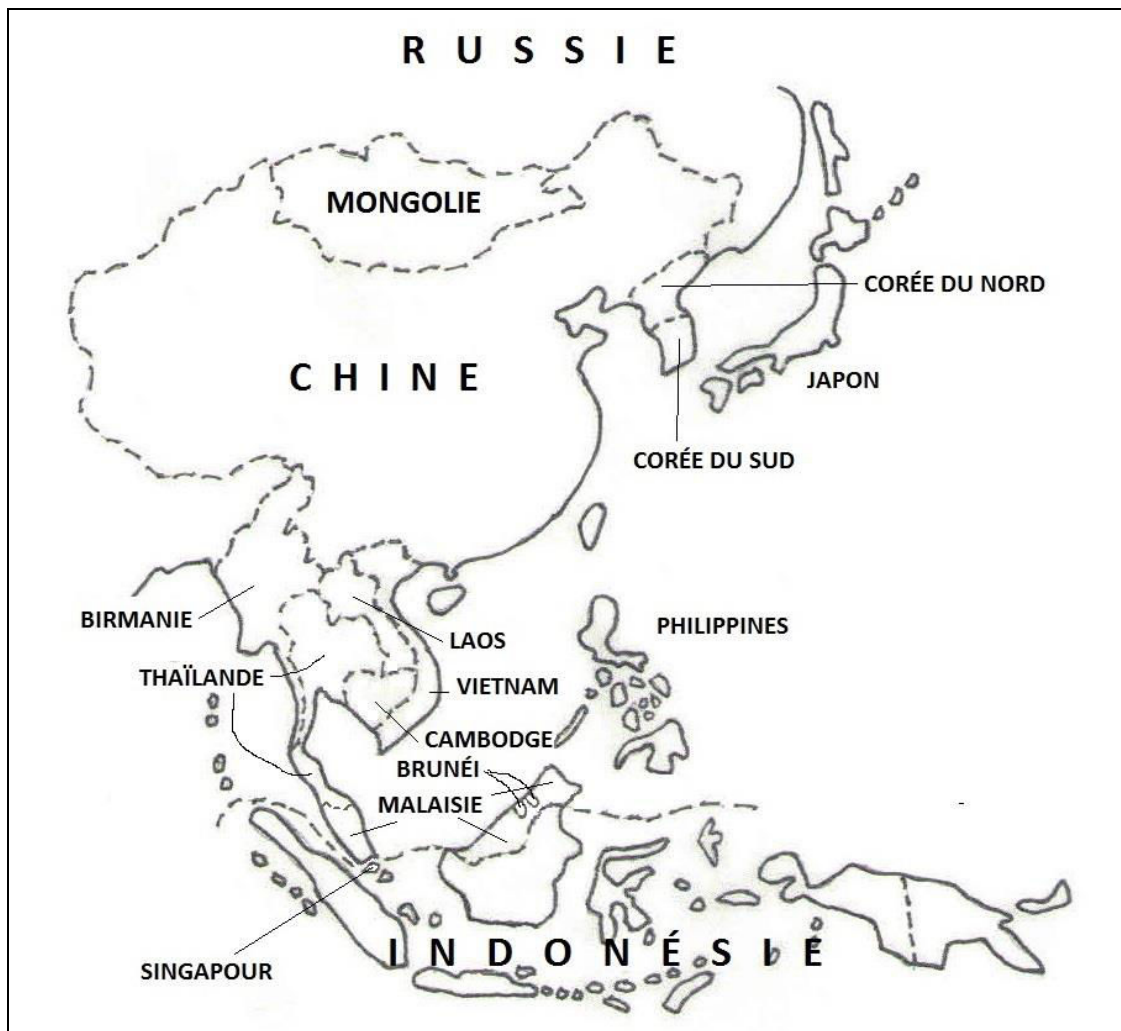 RUSSIE
MONGOLIE
CORÉE DU NORD
CHINE
JAPON
CORÉE DU SUD
BIRMANIE
LAOS
PHILIPPINES
THAÏLANDE
VIETNAM
CAMBODGE
BRUNÉI
MALAISIE
INDONÉSIE
SINGAPOUR